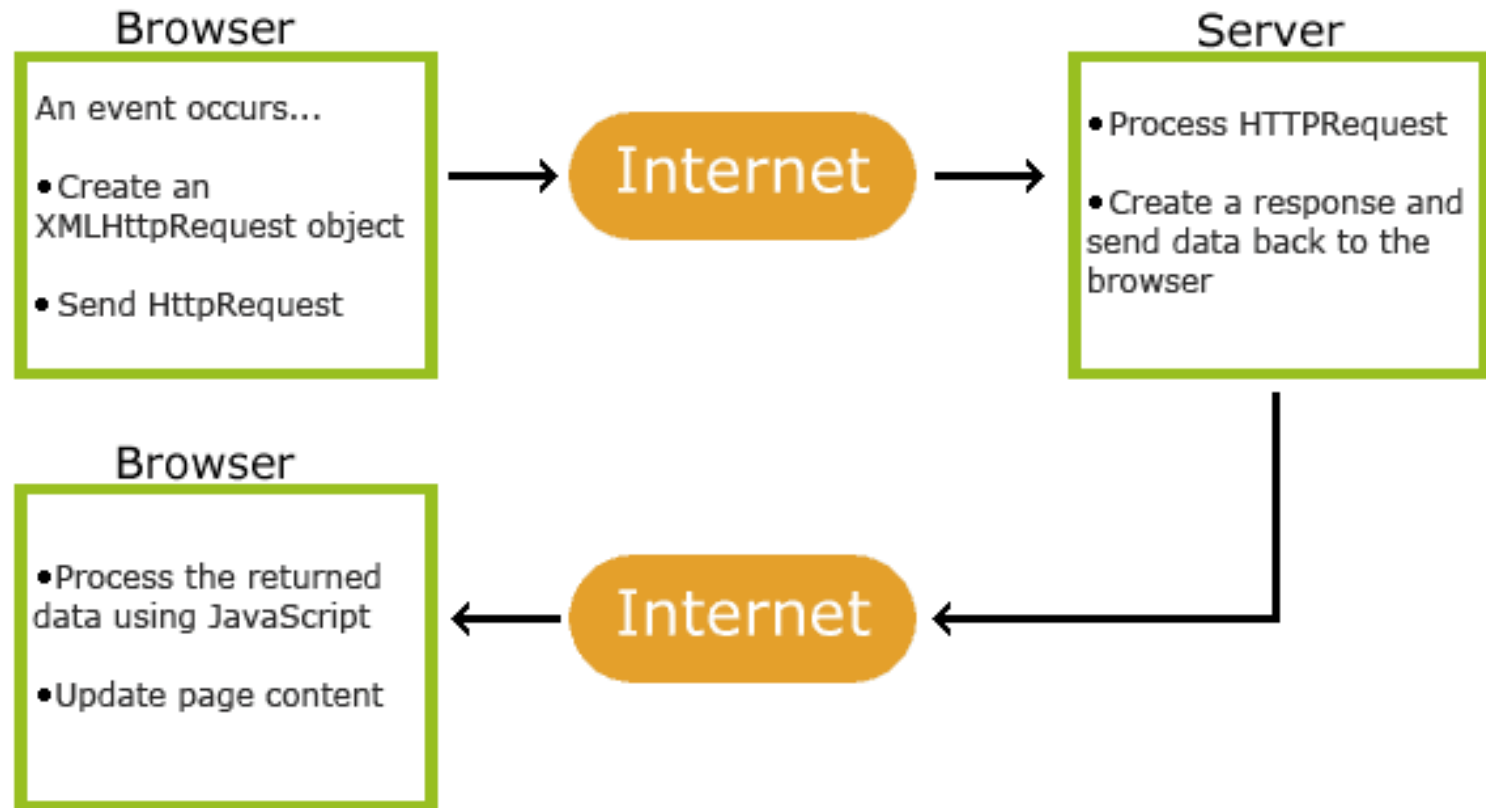 Browser
An event occurs...
•Create an
XMLHttpRequest object
• Send HttpRequest
Internet
Server
•Process HTTPRequest
•Create a response and
send data back to the
browser
Browser
•Process the returned
data using JavaScript
•Update page content
Internet